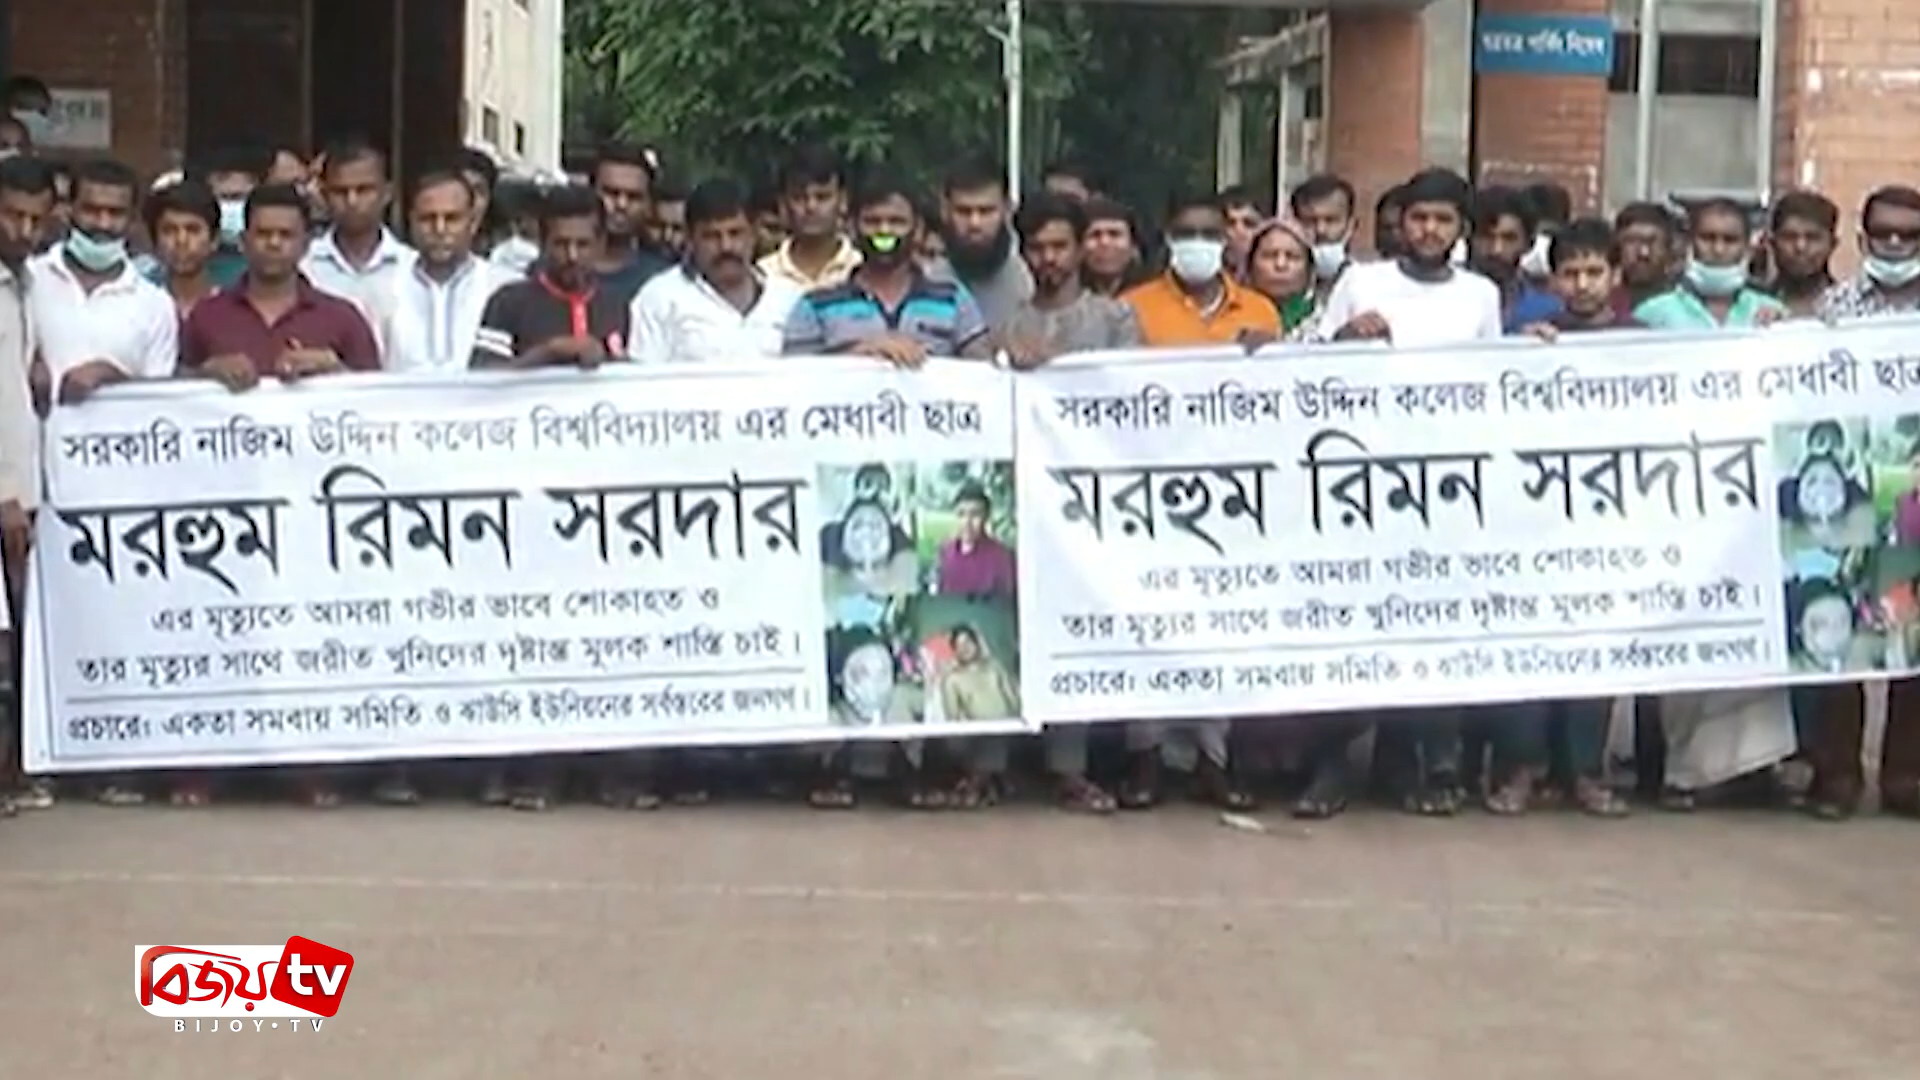 সরকারি নাজিম উদ্দিন কলেজ বিশ্ববিদ্যালয় এর মেধাবী ছাত্র
মরহুম রিমন সরদার
এর মৃত্যুতে আমরা গভীর ভাবে শোকাহত ও
তার মৃত্যুর সাথে জরীত খুনিদের দৃষ্টান্ত মূলক শাস্তি চাই।
প্রচারে: একতা সমবায় সমিতি ও ঝাউদি ইউনিয়নের সর্বস্তরের জনগণ।
সরকারি নাজিম উদ্দিন কলেজ বিশ্ববিদ্যালয় এর মেধাবী ছাত্র
মরহুম রিমন সরদার
এর মৃত্যুতে আমরা গভীর ভাবে শোকাহত ও
তার মৃত্যুর সাথে জরীত খুনিদের দৃষ্টান্ত মূলক শাস্তি চাই।
প্রচারে: একতা সমবায় সমিতি ও ঝাউদি ইউনিয়নের সর্বস্তরের জনগণ।
বিজয় tv
BIJOY•TV